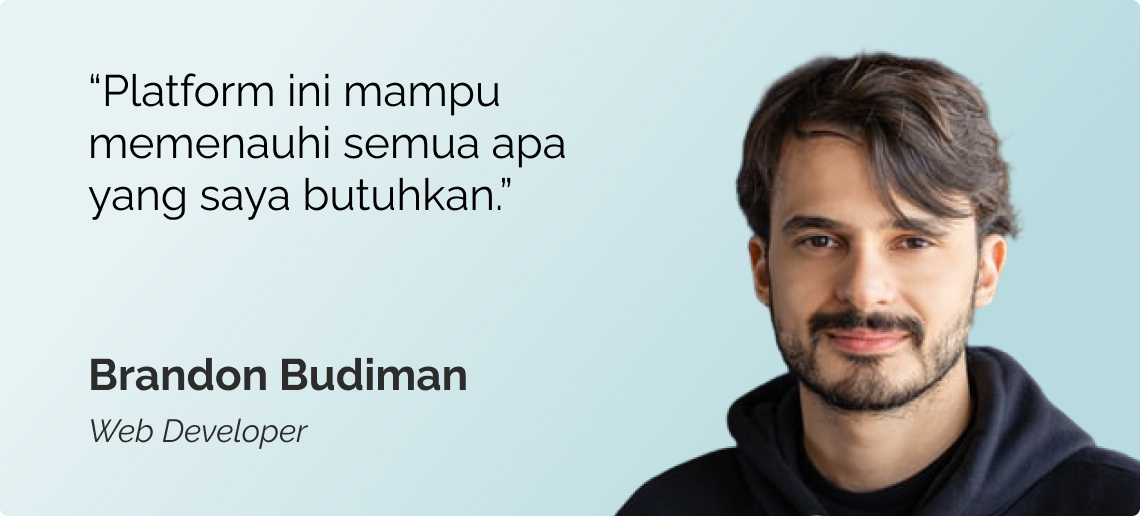 “Platform ini mampu
memenauhi semua apa
yang saya butuhkan.”
Brandon Budiman
Web Developer